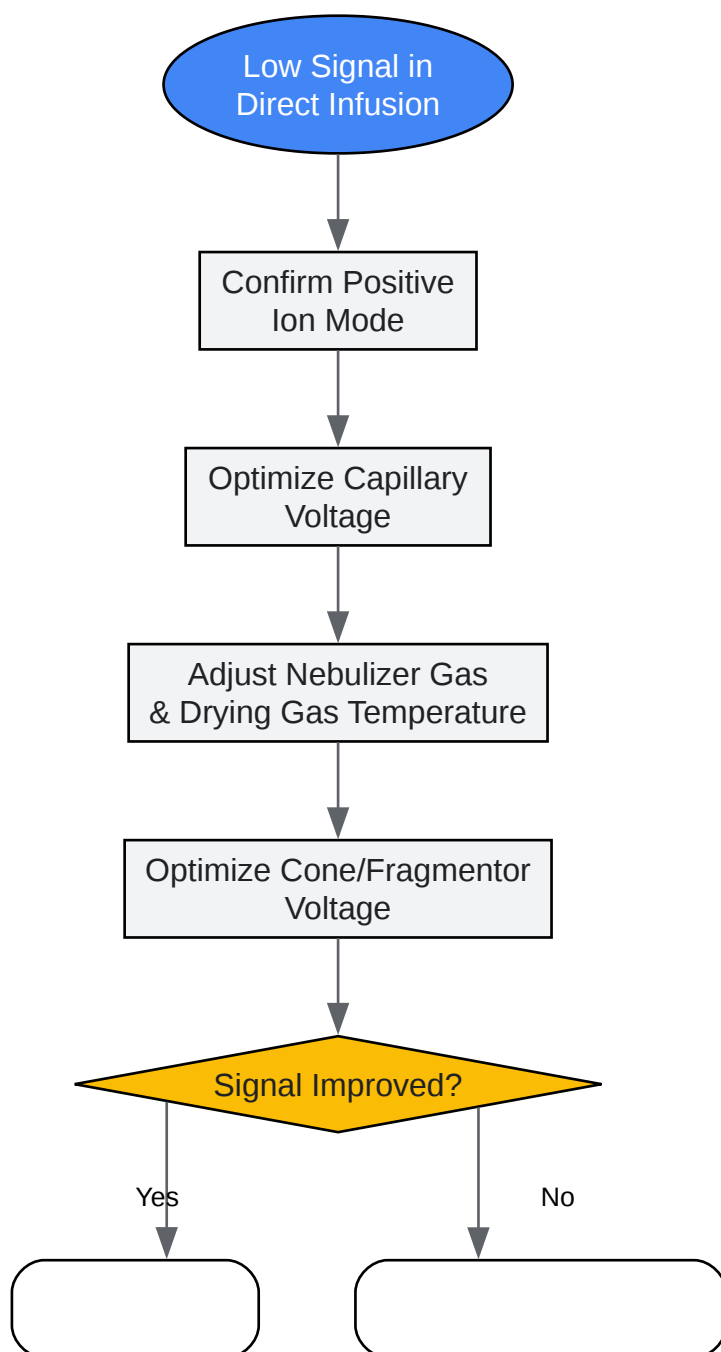 Low Signal in
Direct Infusion
Confirm Positive
Ion Mode
Optimize Capillary
Voltage
Adjust Nebulizer Gas
& Drying Gas Temperature
Optimize Cone/Fragmentor
Voltage
Signal Improved?
Yes
No